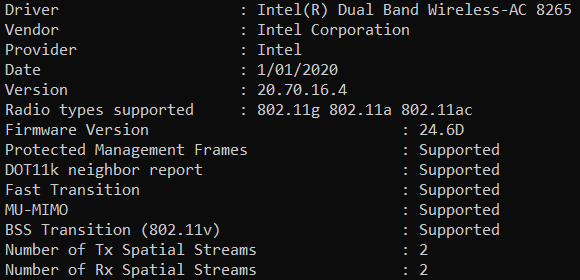 Driver : Intel(R) Dual Band Wireless-AC 8265
Vendor : Intel Corporation
Provider : Intel
Date : 1/01/2020
Version : 20.70.16.4
Radio types supported : 802.11g 802.11a 802.11ac
Firmware Version : 24.6D
Protected Management Frames : Supported
DOT11k neighbor report : Supported
Fast Transition : Supported
MU-MIMO : Supported
BSS Transition (802.11v) : Supported
Number of Tx Spatial Streams : 2
Number of Rx Spatial Streams : 2